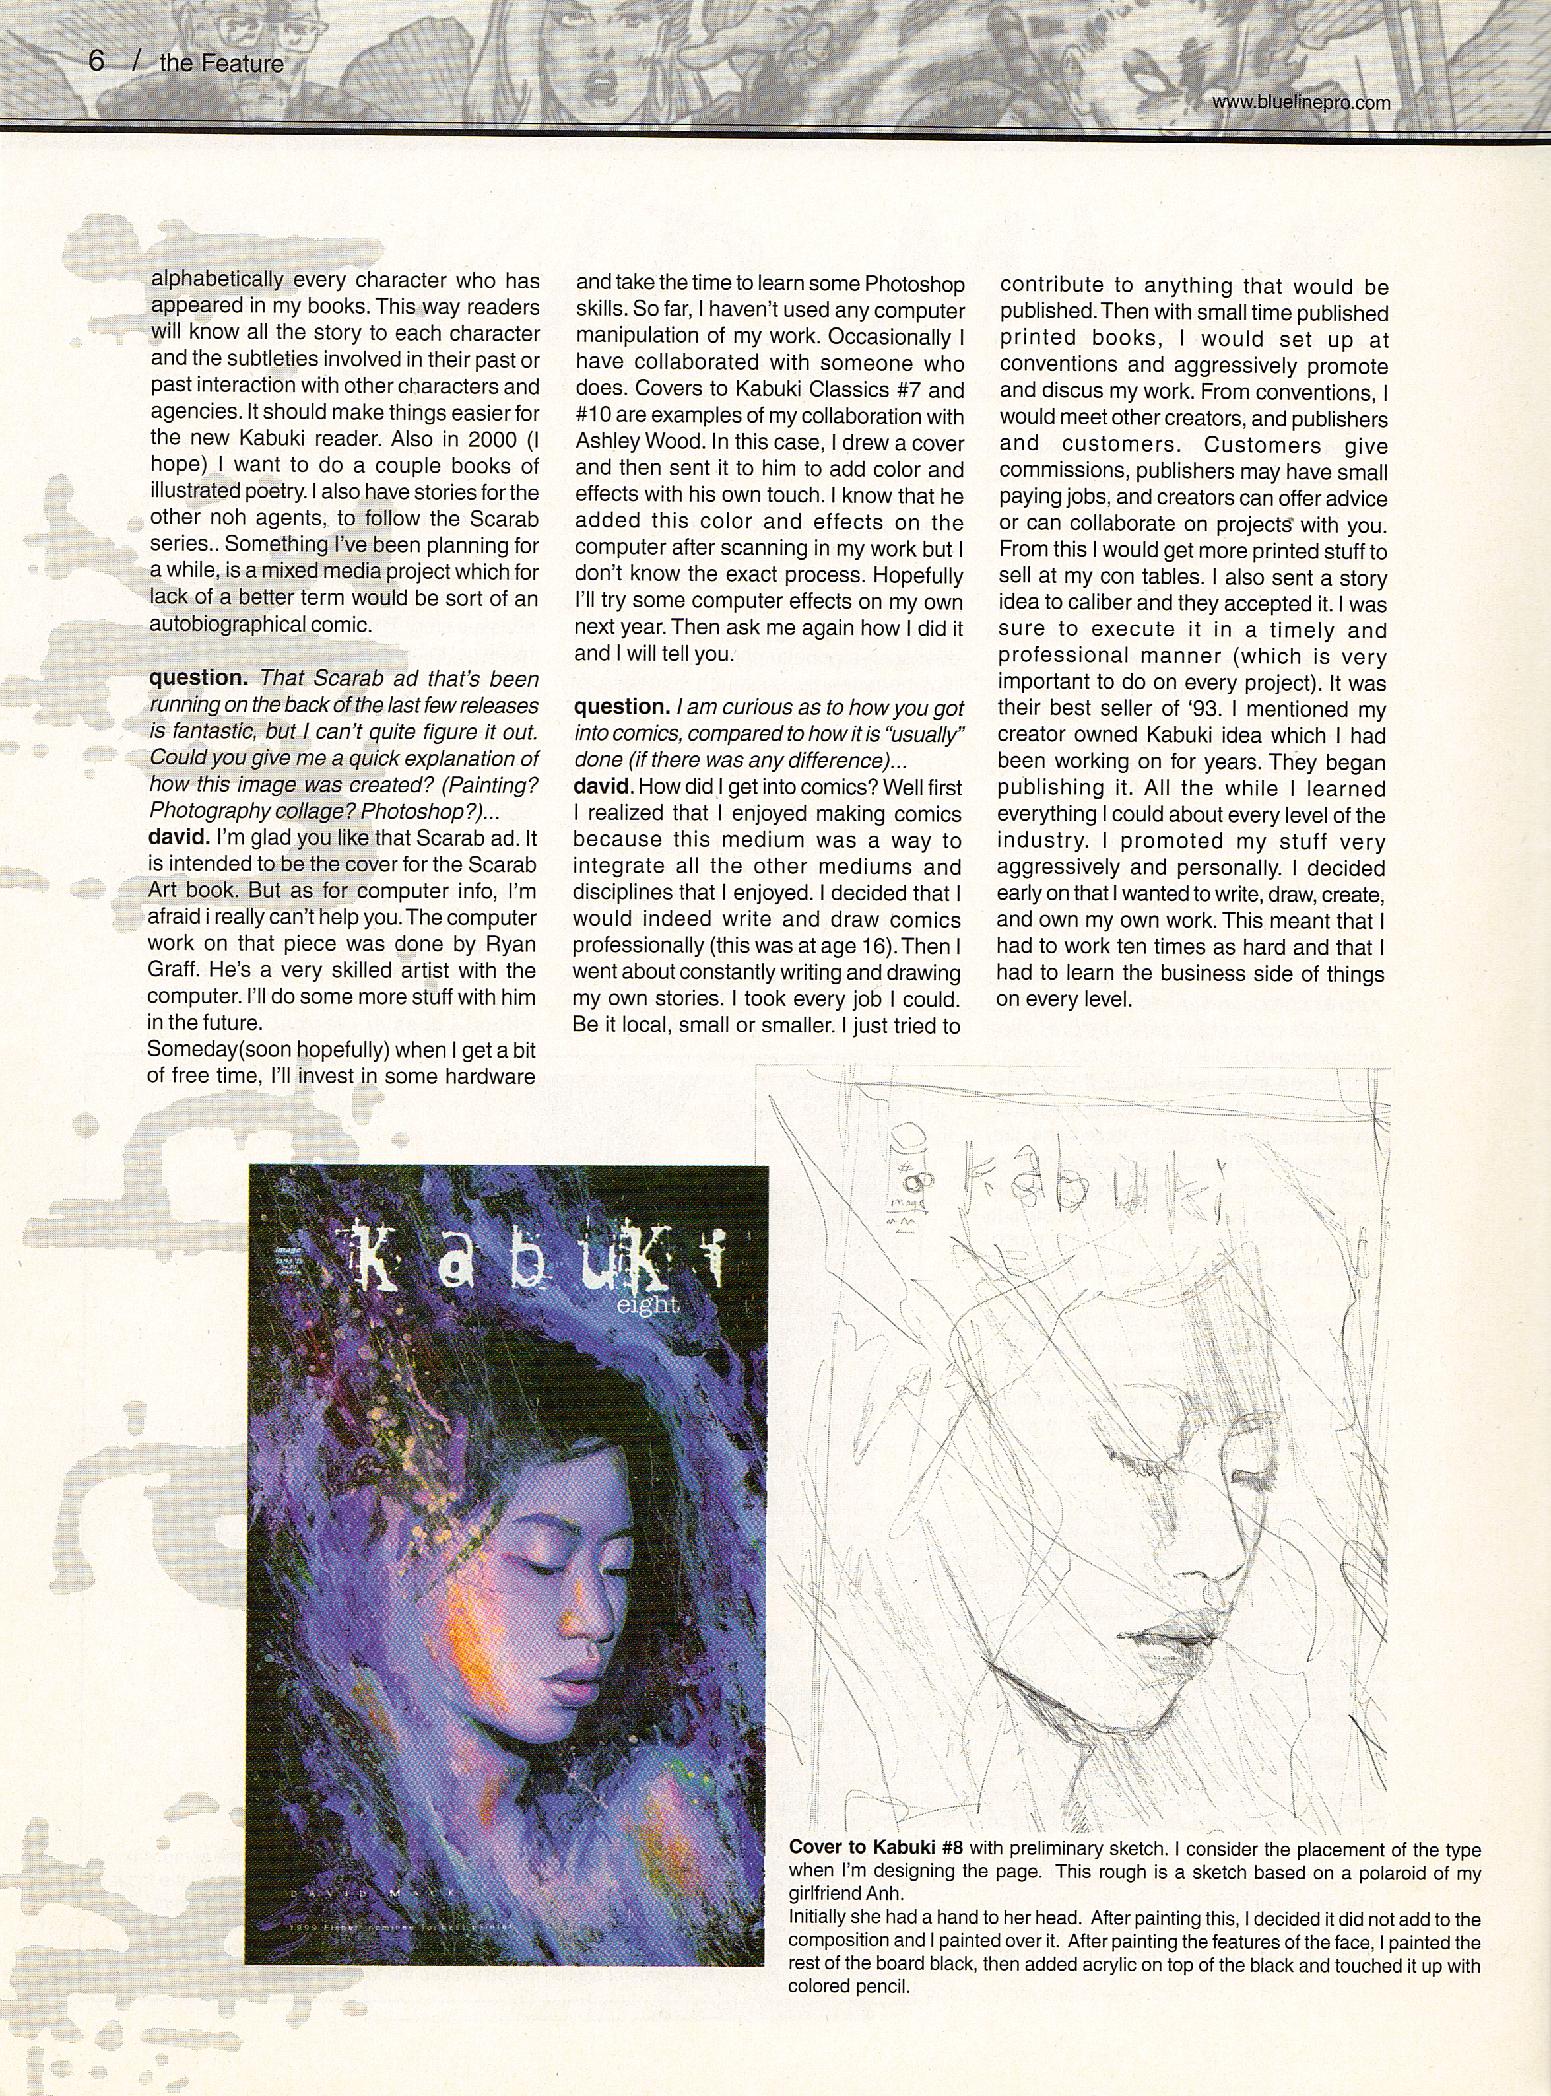 6 / the Feature
www.bluelinepro.com
alphabetically every character who has
appeared in my books. This way readers
will know all the story to each character
and the subtleties involved in their past or
past interaction with other characters and
agencies. It should make things easier for
the new Kabuki reader. Also in 2000 (I
hope) I want to do a couple books of
illustrated poetry. I also have stories for the
other noh agents, to follow the Scarab
series.. Something I've been planning for
a while, is a mixed media project which for
lack of a better term would be sort of an
autobiographical comic.
question. That Scarab ad that's been
running on the back of the last few releases
is fantastic, but I can't quite figure it out.
Could you give me a quick explanation of
how this image was created? (Painting?
Photography collage? Photoshop?)...
david. I'm glad you like that Scarab ad. It
is intended to be the cover for the Scarab
Art book. But as for computer info, I'm
afraid i really can't help you. The computer
work on that piece was done by Ryan
Graff. He's a very skilled artist with the
computer. I'll do some more stuff with him
in the future.
Someday(soon hopefully) when I get a bit
of free time, I'll invest in some hardware
and take the time to learn some Photoshop
skills. So far, I haven't used any computer
manipulation of my work. Occasionally I
have collaborated with someone who
does. Covers to Kabuki Classics #7 and
#10 are examples of my collaboration with
Ashley Wood. In this case, I drew a cover
and then sent it to him to add color and
effects with his own touch. I know that he
added this color and effects on the
computer after scanning in my work but I
don't know the exact process. Hopefully
I'll try some computer effects on my own
next year. Then ask me again how I did it
and I will tell you.
question. I am curious as to how you got
into comics, compared to how it is "usually"
done (if there was any difference)...
david. How did I get into comics? Well first
I realized that I enjoyed making comics
because this medium was a way to
integrate all the other mediums and
disciplines that I enjoyed. I decided that I
would indeed write and draw comics
professionally (this was at age 16). Then I
went about constantly writing and drawing
my own stories. I took every job I could.
Be it local, small or smaller. I just tried to
contribute to anything that would be
published. Then with small time published
printed books, I would set up at
conventions and aggressively promote
and discus my work. From conventions, I
would meet other creators, and publishers
and customers. Customers give
commissions, publishers may have small
paying jobs, and creators can offer advice
or can collaborate on projects with you.
From this I would get more printed stuff to
sell at my con tables. I also sent a story
idea to caliber and they accepted it. I was
sure to execute it in a timely and
professional manner (which is very
important to do on every project). It was
their best seller of '93. I mentioned my
creator owned Kabuki idea which I had
been working on for years. They began
publishing it. All the while I learned
everything I could about every level of the
industry. I promoted my stuff very
aggressively and personally. I decided
early on that I wanted to write, draw, create,
and own my own work. This meant that I
had to work ten times as hard and that I
had to learn the business side of things
on every level.
kabuki
image
kabuki
eight
DAVID MACK
Cover to Kabuki #8 with preliminary sketch. I consider the placement of the type
when I'm designing the page. This rough is a sketch based on a polaroid of my
girlfriend Anh.
Initially she had a hand to her head. After painting this, I decided it did not add to the
composition and I painted over it. After painting the features of the face, I painted the
rest of the board black, then added acrylic on top of the black and touched it up with
colored pencil.